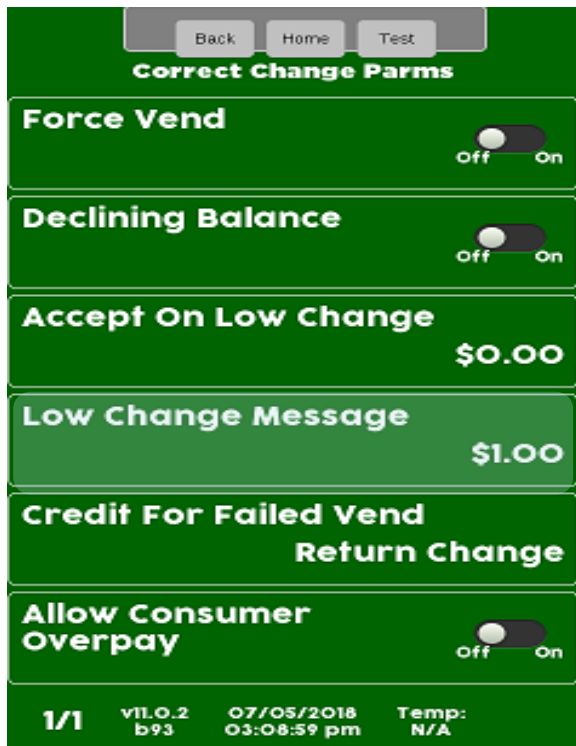 Back Home Test
Correct Change Parms
Force Vend
Off On
Declining Balance
Off On
Accept On Low Change
$0.00
Low Change Message
$1.00
Credit For Failed Vend
Return Change
Allow Consumer
Overpay
Off On
1/1 v11.0.2 07/05/2018 Temp:
b93 03:08:59 pm N/A